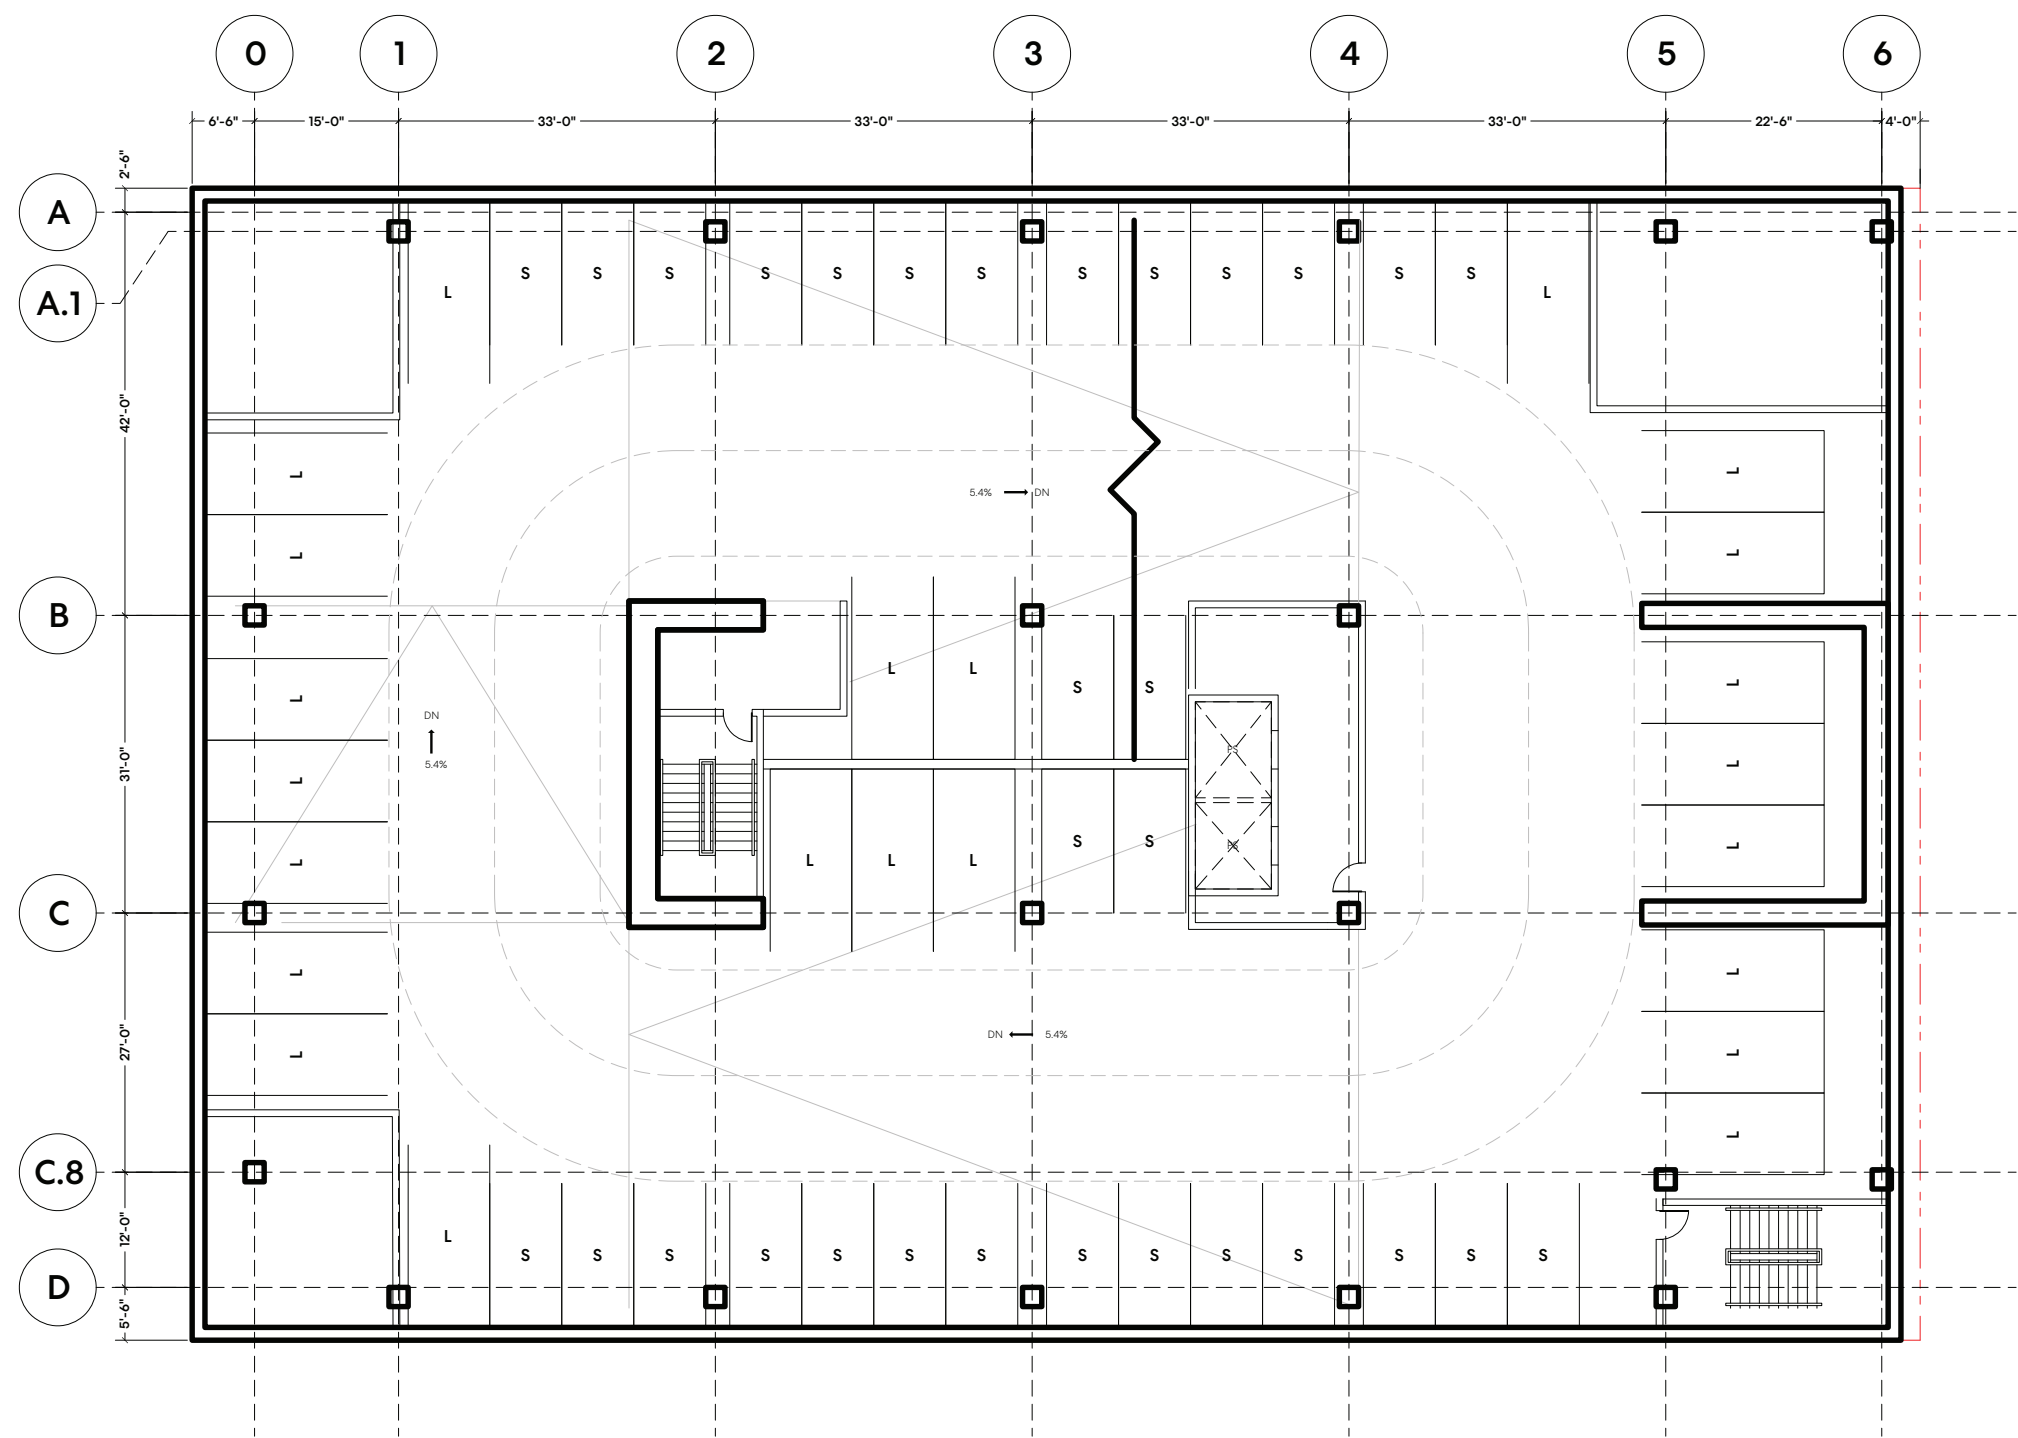 0 1 2 3 4 5 6
6'-6" 15'-0" 33'-0" 33'-0" 33'-0" 33'-0" 22'-6" 4'-0"
2'-6"
A
A.1
L S S S S S S S S S S S S S L
42'-0"
L L
L L
5.4% DN
B
L L S S
L L
DN
5.4%
31'-0"
L L
PS
PS
L L L S S
L L
C
L L
DN 5.4%
27'-0"
L L
L
C.8
12'-0"
L S S S S S S S S S S S S S S
D
5'-6"